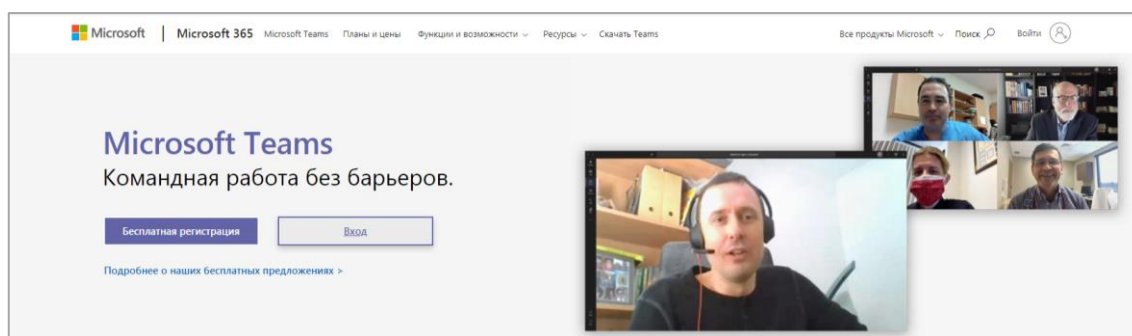 Microsoft | Microsoft 365 Microsoft Teams Планы и цены Функции и возможности Ресурсы Скачать Teams Все продукты Microsoft Поиск Войти
Microsoft Teams
Командная работа без барьеров.
Бесплатная регистрация Вход
Подробнее о наших бесплатных предложениях >